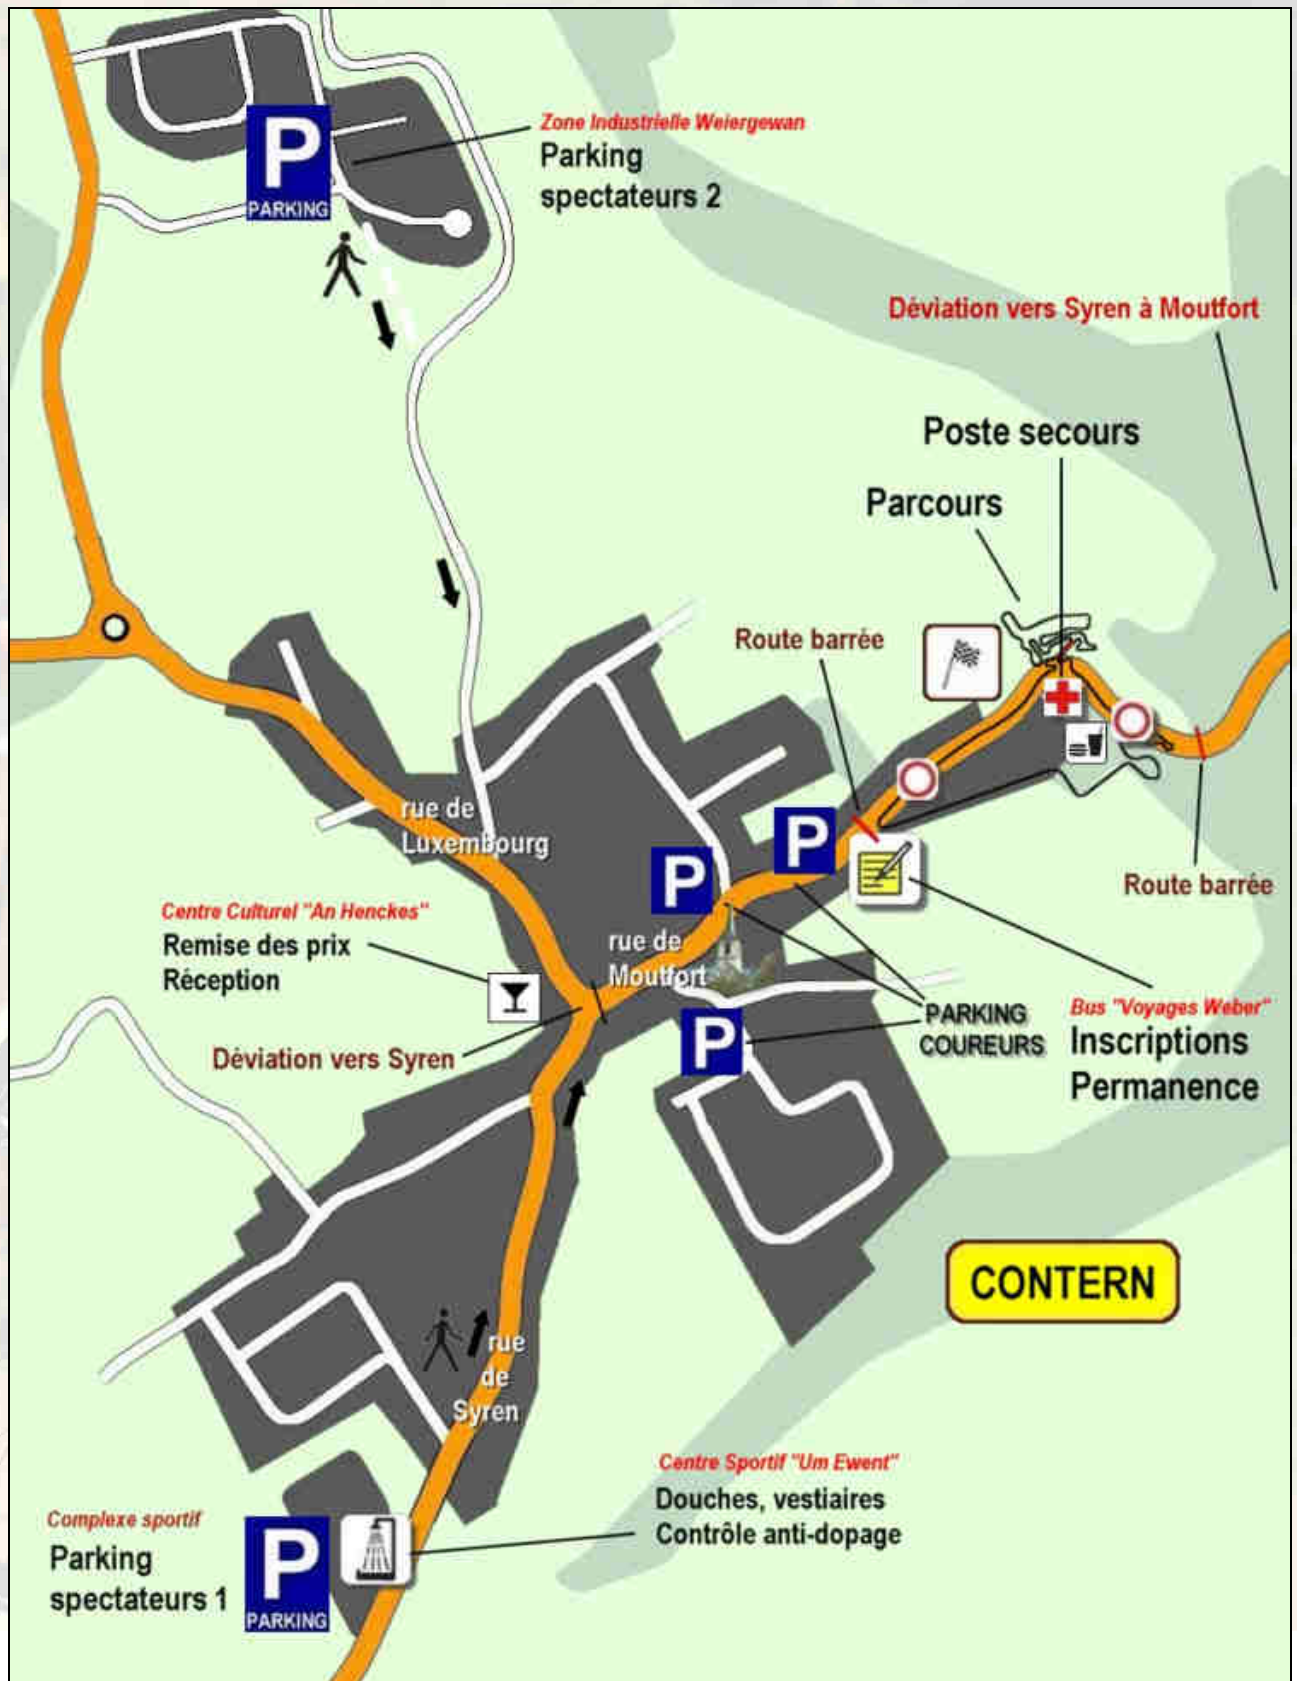 Zone Industrielle Weiergewan
Parking
spectateurs 2
P
PARKING
Déviation vers Syren à Moutfort
Poste secours
Parcours
Route barrée
rue de
Luxembourg
P
P
Route barrée
Centre Culturel "An Henckes"
Remise des prix
Réception
rue de
Moutfort
Déviation vers Syren
P
PARKING
COUREURS
Bus "Voyages Weber"
Inscriptions
Permanence
CONTERN
rue
de
Syren
Centre Sportif "Um Ewent"
Douches, vestiaires
Contrôle anti-dopage
Complexe sportif
Parking
spectateurs 1
P
PARKING